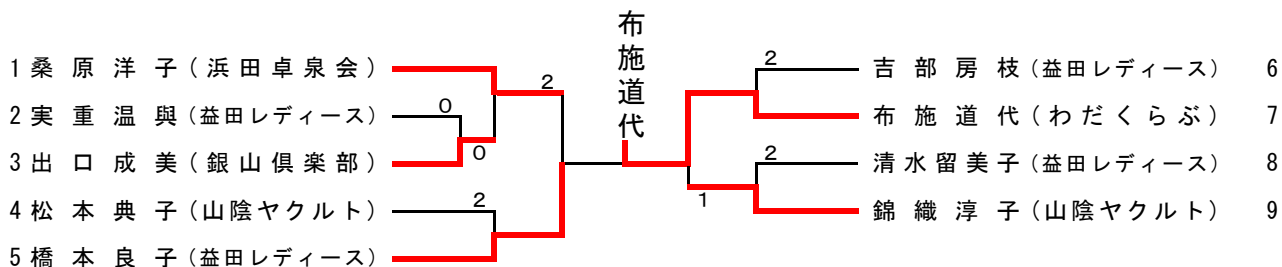 布施道代
1 桑原洋子(浜田卓泉会)
2 実重温與(益田レディース)
3 出口成美(銀山倶楽部)
4 松本典子(山陰ヤクルト)
5 橋本良子(益田レディース)
2
0
0
2
2
2
1
吉部房枝(益田レディース) 6
布施道代(わだくらぶ) 7
清水留美子(益田レディース) 8
錦織淳子(山陰ヤクルト) 9